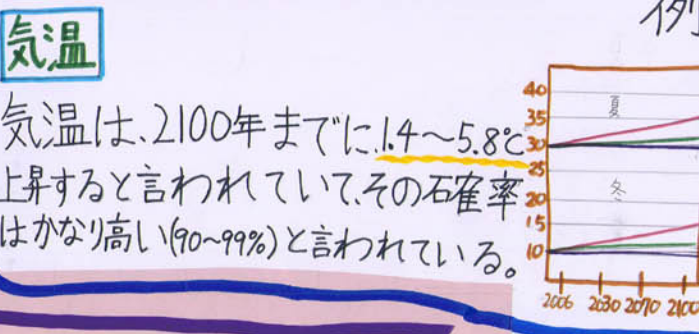 気温
気温は、2100年までに、1.4〜5.8℃
上昇すると言われていて、その確率
はかなり高い(90~99%)と言われている。
例
40
35
30
25
20
15
10
夏
冬
2006 2030 2070 2100